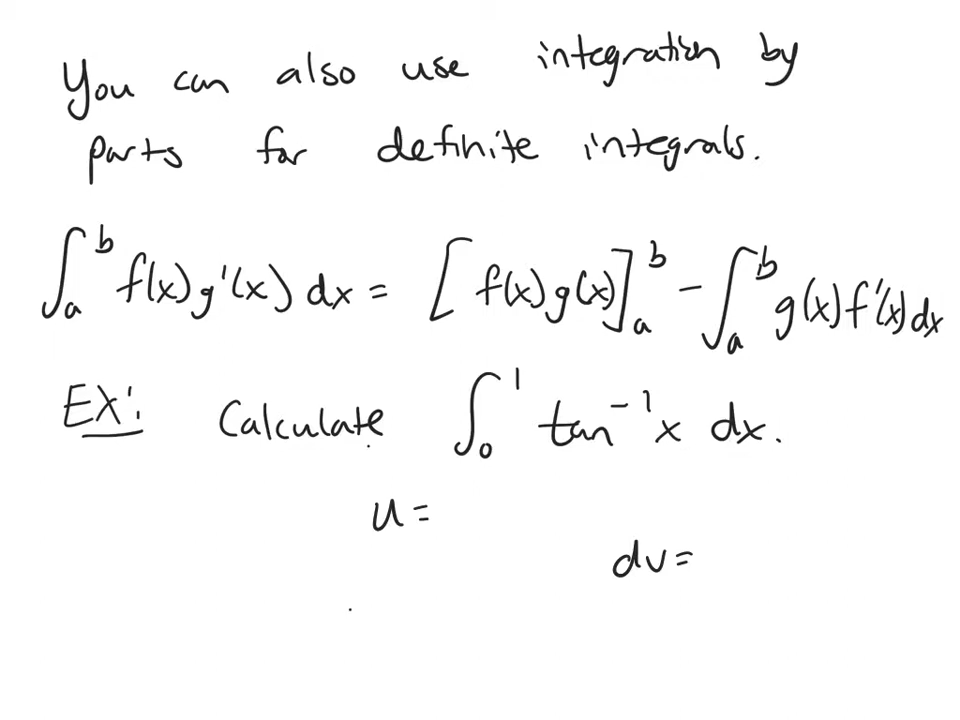 You can also use integration by
parts for definite integrals.
∫_a^b f(x)g'(x) dx = [f(x)g(x)]_a^b - ∫_a^b g(x)f'(x) dx
EX: Calculate ∫_0^1 tan^-1 x dx.
u =
dv =